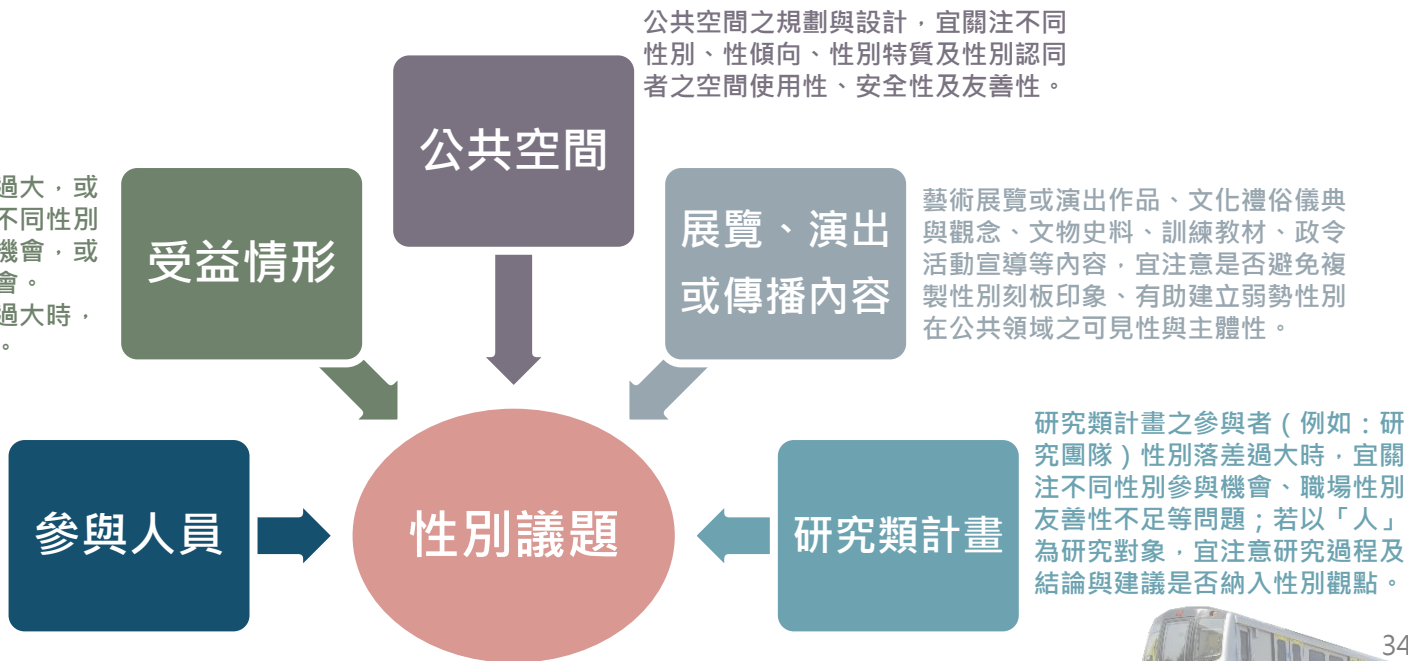 公共空間之規劃與設計，宜關注不同
性別、性傾向、性別特質及性別認同
者之空間使用性、安全性及友善性。
公共空間
過大，或
不同性別
機會，或
會。
過大時，
。
受益情形
展覽、演出
或傳播內容
藝術展覽或演出作品、文化禮俗儀典
與觀念、文物史料、訓練教材、政令
活動宣導等內容，宜注意是否避免複
製性別刻板印象、有助建立弱勢性別
在公共領域之可見性與主體性。
參與人員
性別議題
研究類計畫
研究類計畫之參與者（例如：研
究團隊）性別落差過大時，宜關
注不同性別參與機會、職場性別
友善性不足等問題；若以「人」
為研究對象，宜注意研究過程及
結論與建議是否納入性別觀點。
34